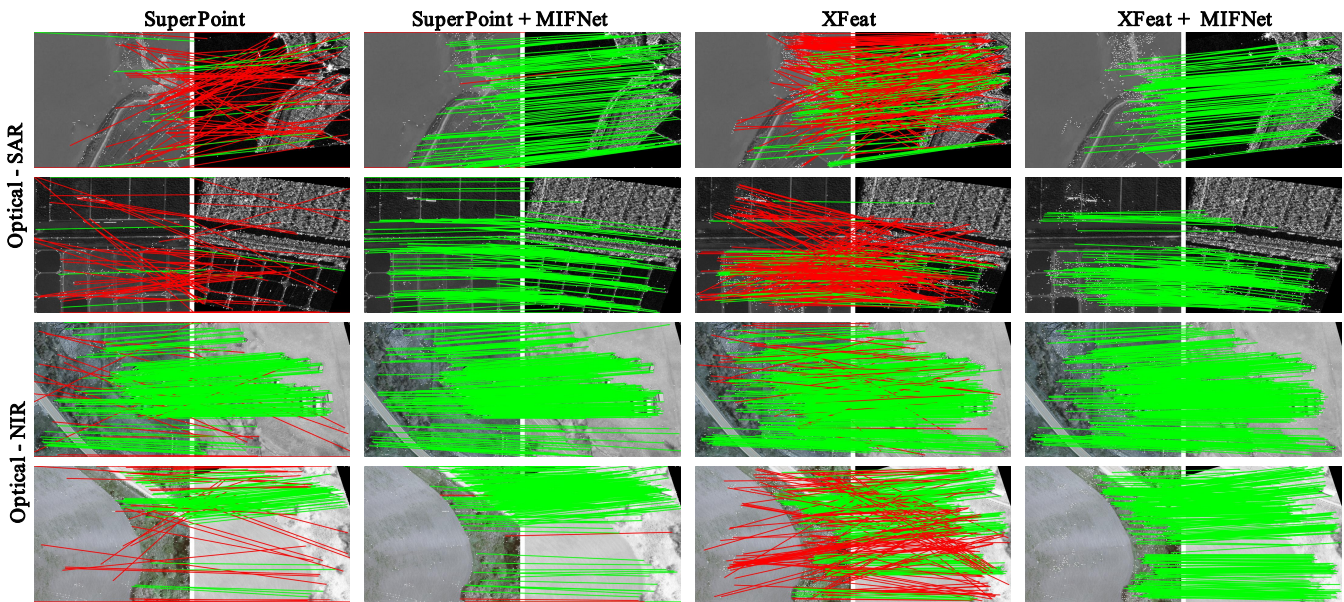 SuperPoint
SuperPoint + MIFNet
XFeat
XFeat + MIFNet
Optical - SAR
Optical - NIR